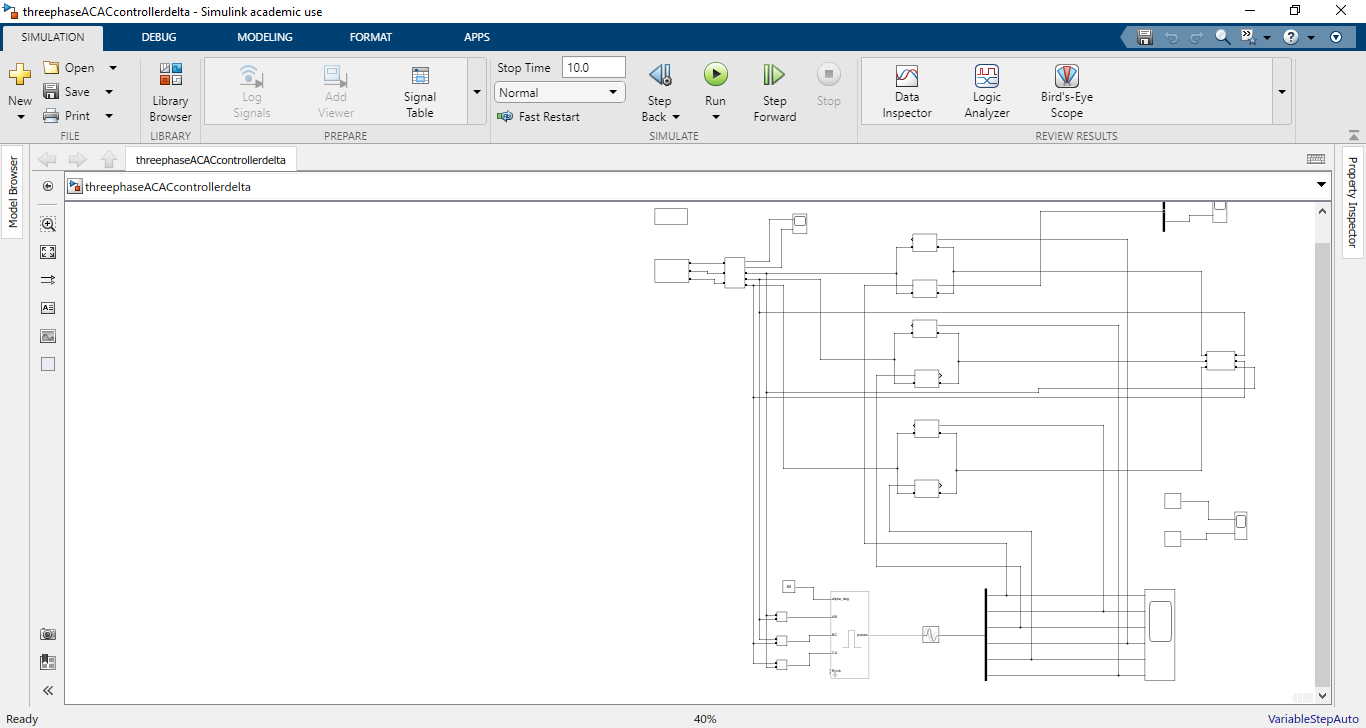 threephaseACACcontrollerdelta - Simulink academic use
SIMULATION
DEBUG
MODELING
FORMAT
APPS
New
Open
Save
Print
FILE
Library
Browser
LIBRARY
Log
Signals
Add
Viewer
Signal
Table
PREPARE
Stop Time
10.0
Normal
Fast Restart
Step
Back
Run
Step
Forward
Stop
SIMULATE
Data
Inspector
Logic
Analyzer
Bird's-Eye
Scope
REVIEW RESULTS
Model Browser
threephaseACACcontrollerdelta
threephaseACACcontrollerdelta
Property Inspector
alpha_deg
AB
BC
pulses
CA
Block
Ready
40%
VariableStepAuto